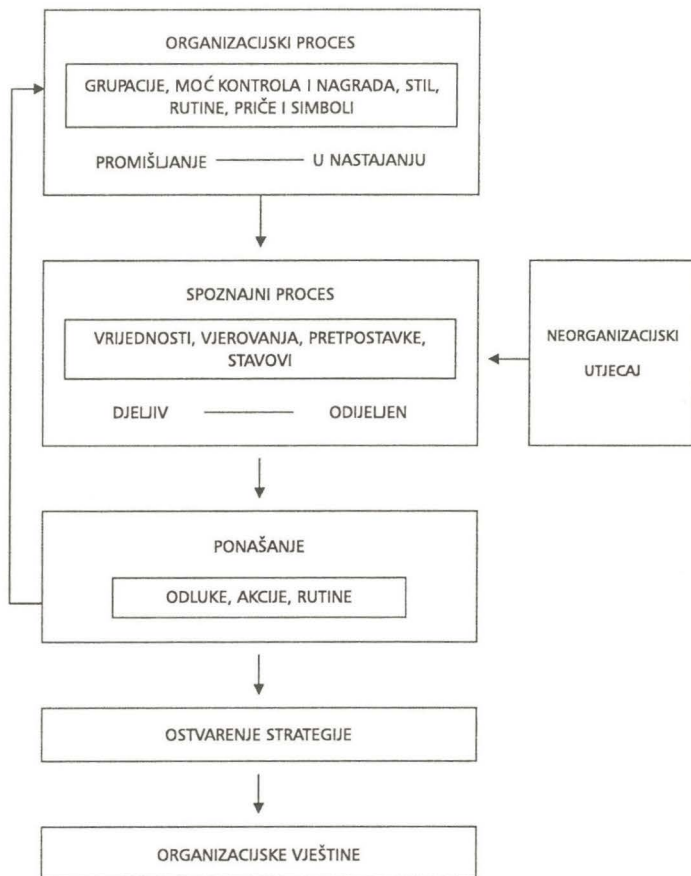 ORGANIZACIJSKI PROCES
GRUPACIJE, MOĆ KONTROLA I NAGRADA, STIL,
RUTINE, PRIČE I SIMBOLI
PROMIŠLJANJE U NASTAJANJU
SPOZNAJNI PROCES
VRIJEDNOSTI, VJEROVANJA, PRETPOSTAVKE,
STAVOVI
DJELJIV ODIJELJEN
NEORGANIZACIJSKI
UTJECAJ
PONAŠANJE
ODLUKE, AKCIJE, RUTINE
OSTVARENJE STRATEGIJE
ORGANIZACIJSKE VJEŠTINE